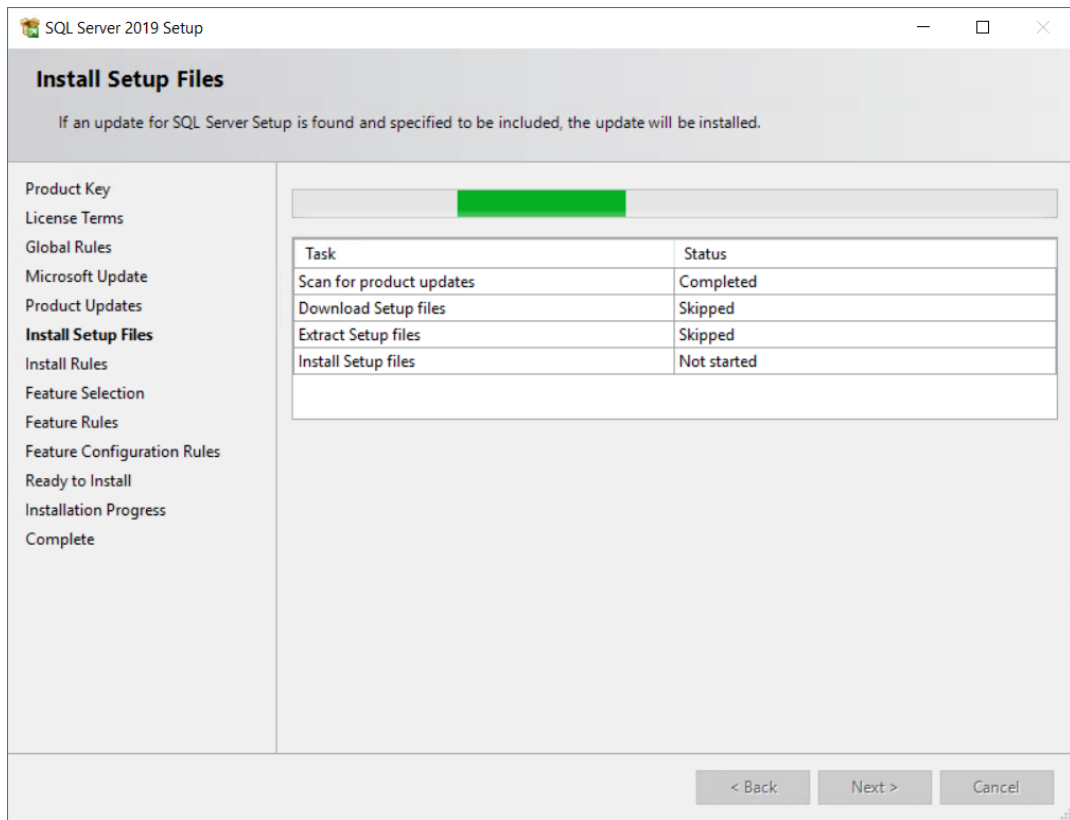 SQL Server 2019 Setup
Install Setup Files
If an update for SQL Server Setup is found and specified to be included, the update will be installed.
Product Key
License Terms
Global Rules
Microsoft Update
Product Updates
Install Setup Files
Install Rules
Feature Selection
Feature Rules
Feature Configuration Rules
Ready to Install
Installation Progress
Complete
Task Status
Scan for product updates Completed
Download Setup files Skipped
Extract Setup files Skipped
Install Setup files Not started
< Back Next > Cancel